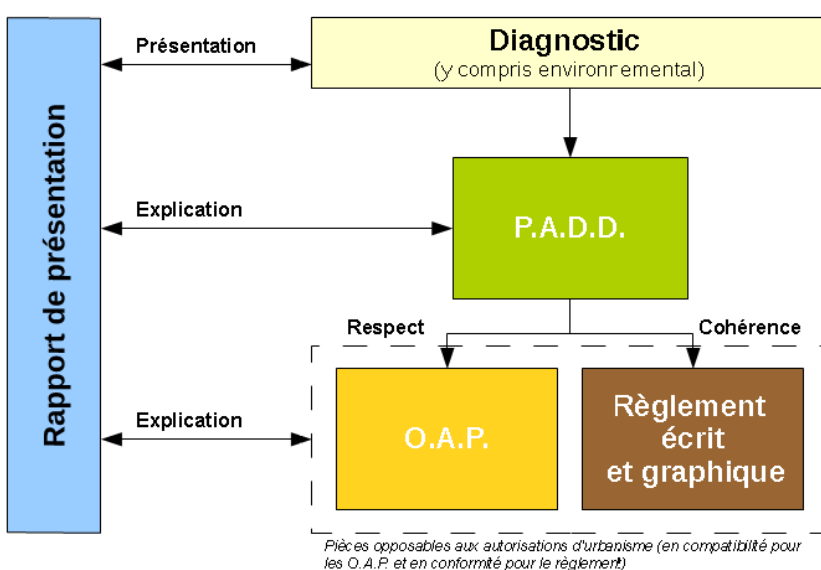 Rapport de présentation
Présentation
Diagnostic
(y compris environremental)
Explication
P.A.D.D.
Respect
Cohérence
Explication
O.A.P.
Règlement
écrit
et graphique
Pièces opposables aux autorisations d'urbanisme (en compatibilité pour
les O.A.P. et en conformité pour le règlement)